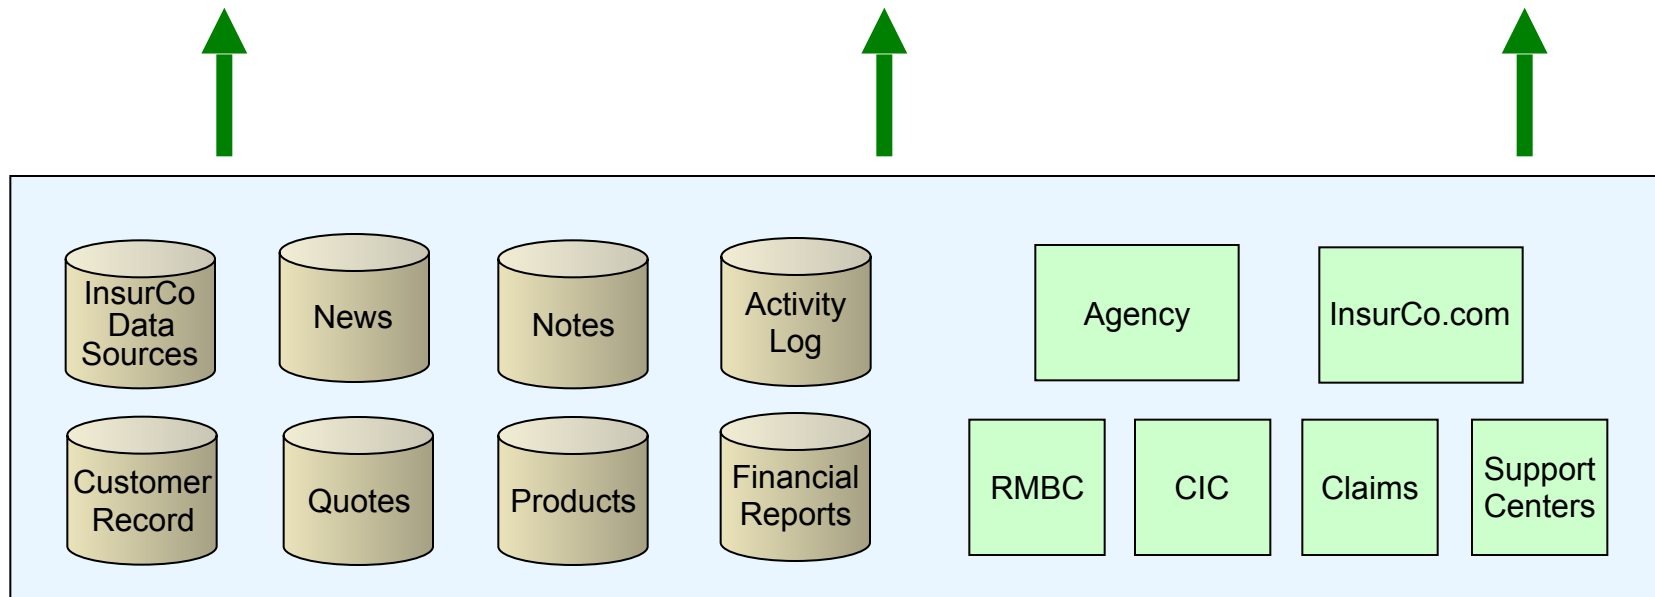 InsurCo
Data
Sources
News
Notes
Activity
Log
Agency
InsurCo.com
Customer
Record
Quotes
Products
Financial
Reports
RMBC
CIC
Claims
Support
Centers